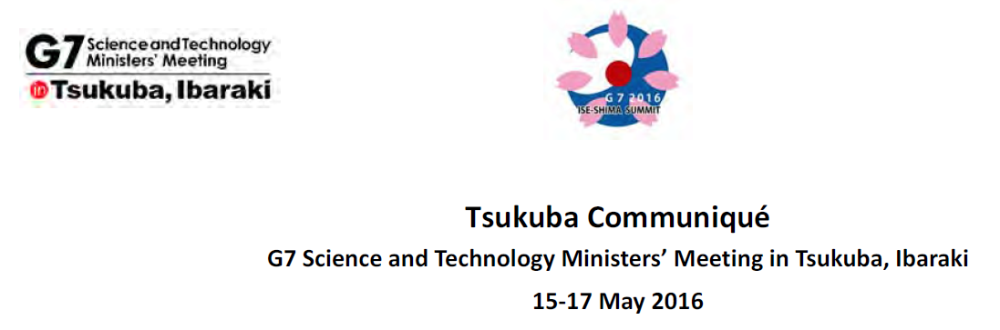 G7 Science and Technology
Ministers' Meeting
in Tsukuba, Ibaraki
G 7 2016
ISE-SHIMA SUMMIT
Tsukuba Communiqué
G7 Science and Technology Ministers’ Meeting in Tsukuba, Ibaraki
15-17 May 2016